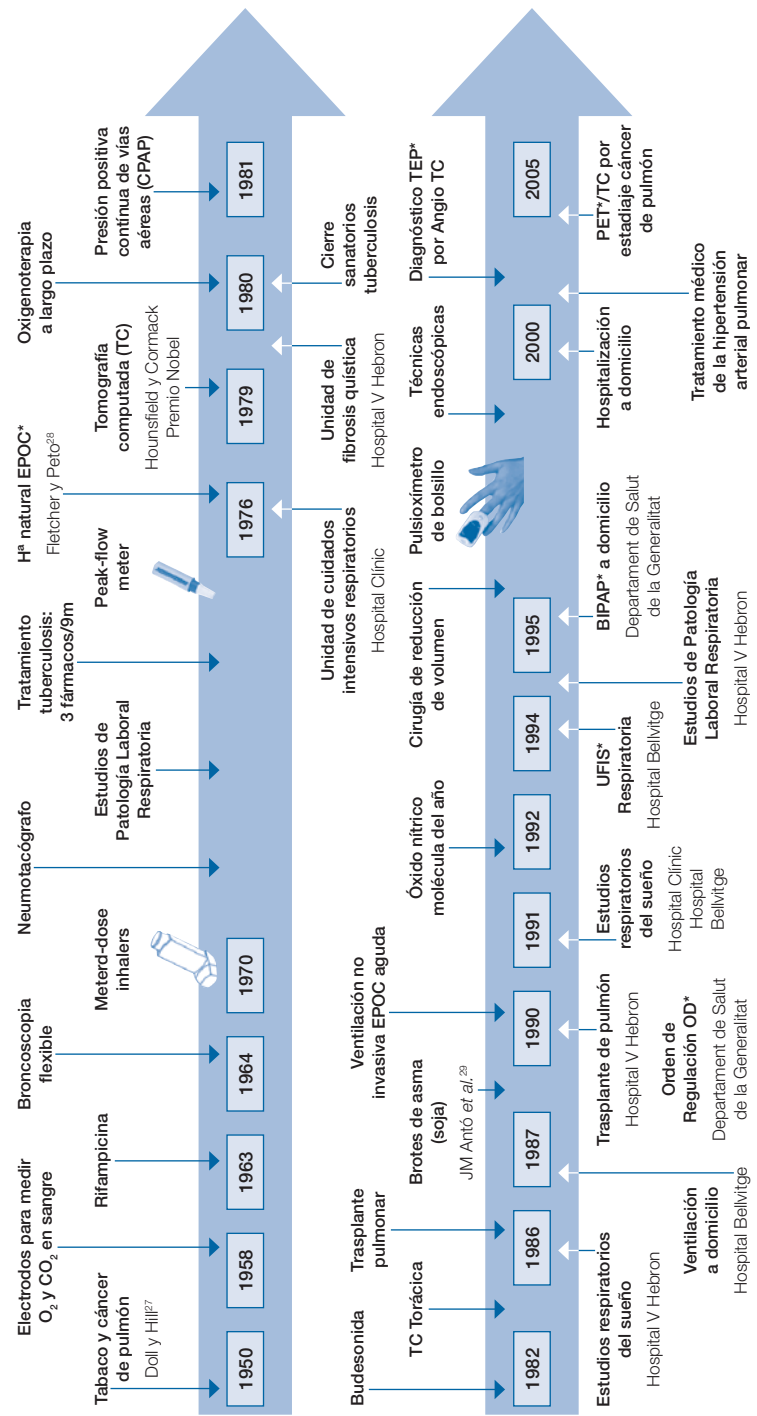 Electrodos para medir
O2 y CO2 en sangre
Broncoscopia
flexible
Neumotacógrafo
Tratamiento
tuberculosis:
3 fármacos/9m
Hª natural EPOC*
Fletcher y Peto28
Oxigenoterapia
a largo plazo
Tabaco y cáncer
de pulmón
Doll y Hill27
Rifampicina
Meterd-dose
inhalers
Estudios de
Patología Laboral
Respiratoria
Peak-flow
meter
Tomografía
computada (TC)
Hounsfield y Cormack
Premio Nobel
Presión positiva
contínua de vías
aéreas (CPAP)
1950
1958
1963
1964
1970
1976
1979
1980
1981
Unidad de cuidados
intensivos respiratorios
Hospital Clínic
Unidad de
fibrosis quística
Hospital V Hebron
Cierre
sanatorios
tuberculosis
Budesonida
Trasplante
pulmonar
Ventilación no
invasiva EPOC aguda
TC Torácica
Brotes de asma
(soja)
JM Antó et al.29
Óxido nítrico
molécula del año
Cirugía de reducción
de volumen
Pulsioxímetro
de bolsillo
Técnicas
endoscópicas
Diagnóstico TEP*
por Angio TC
1982
1986
1987
1990
1991
1992
1994
1995
2000
2005
Estudios respiratorios
del sueño
Hospital V Hebron
Ventilación
a domicilio
Hospital Bellvitge
Trasplante de pulmón
Hospital V Hebron
Orden de
Regulación OD*
Departament de Salut
de la Generalitat
Estudios
respiratorios
del sueño
Hospital Clínic
Hospital
Bellvitge
UFIS*
Respiratoria
Hospital Bellvitge
Estudios de Patología
Laboral Respiratoria
Hospital V Hebron
BIPAP* a domicilio
Departament de Salut
de la Generalitat
Hospitalización
a domicilio
Tratamiento médico
de la hipertensión
arterial pulmonar
PET*/TC por
estadiaje cáncer
de pulmón